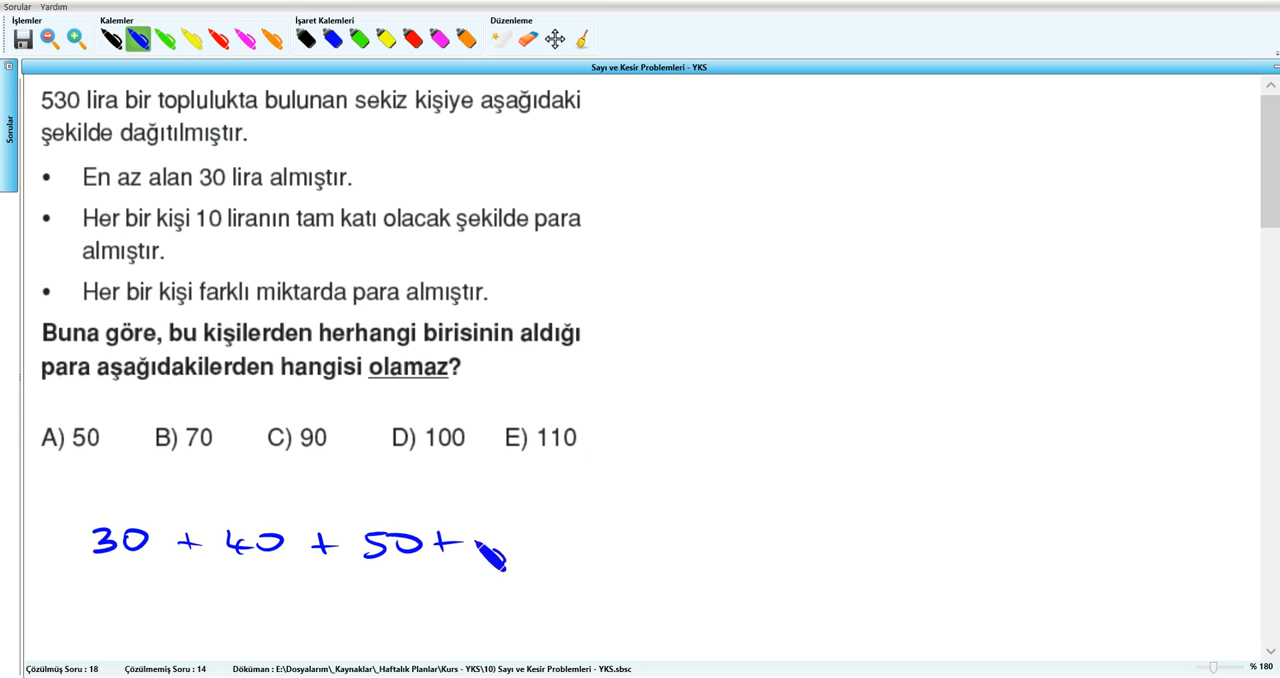 Sorular Yardım
İşlemler Kalemler İşaret Kalemleri Düzenleme
Sayı ve Kesir Problemleri - YKS
Sorular
530 lira bir toplulukta bulunan sekiz kişiye aşağıdaki
şekilde dağıtılmıştır.
• En az alan 30 lira almıştır.
• Her bir kişi 10 liranın tam katı olacak şekilde para
almıştır.
• Her bir kişi farklı miktarda para almıştır.
Buna göre, bu kişilerden herhangi birisinin aldığı
para aşağıdakilerden hangisi olamaz?
A) 50 B) 70 C) 90 D) 100 E) 110
30 + 40 + 50 +
Çözülmüş Soru : 18 Çözülmemiş Soru : 14 Döküman : E:\Dosyalarım\_Kaynaklar\_Haftalık Planlar\Kurs - YKS\10) Sayı ve Kesir Problemleri - YKS.sbsc % 180